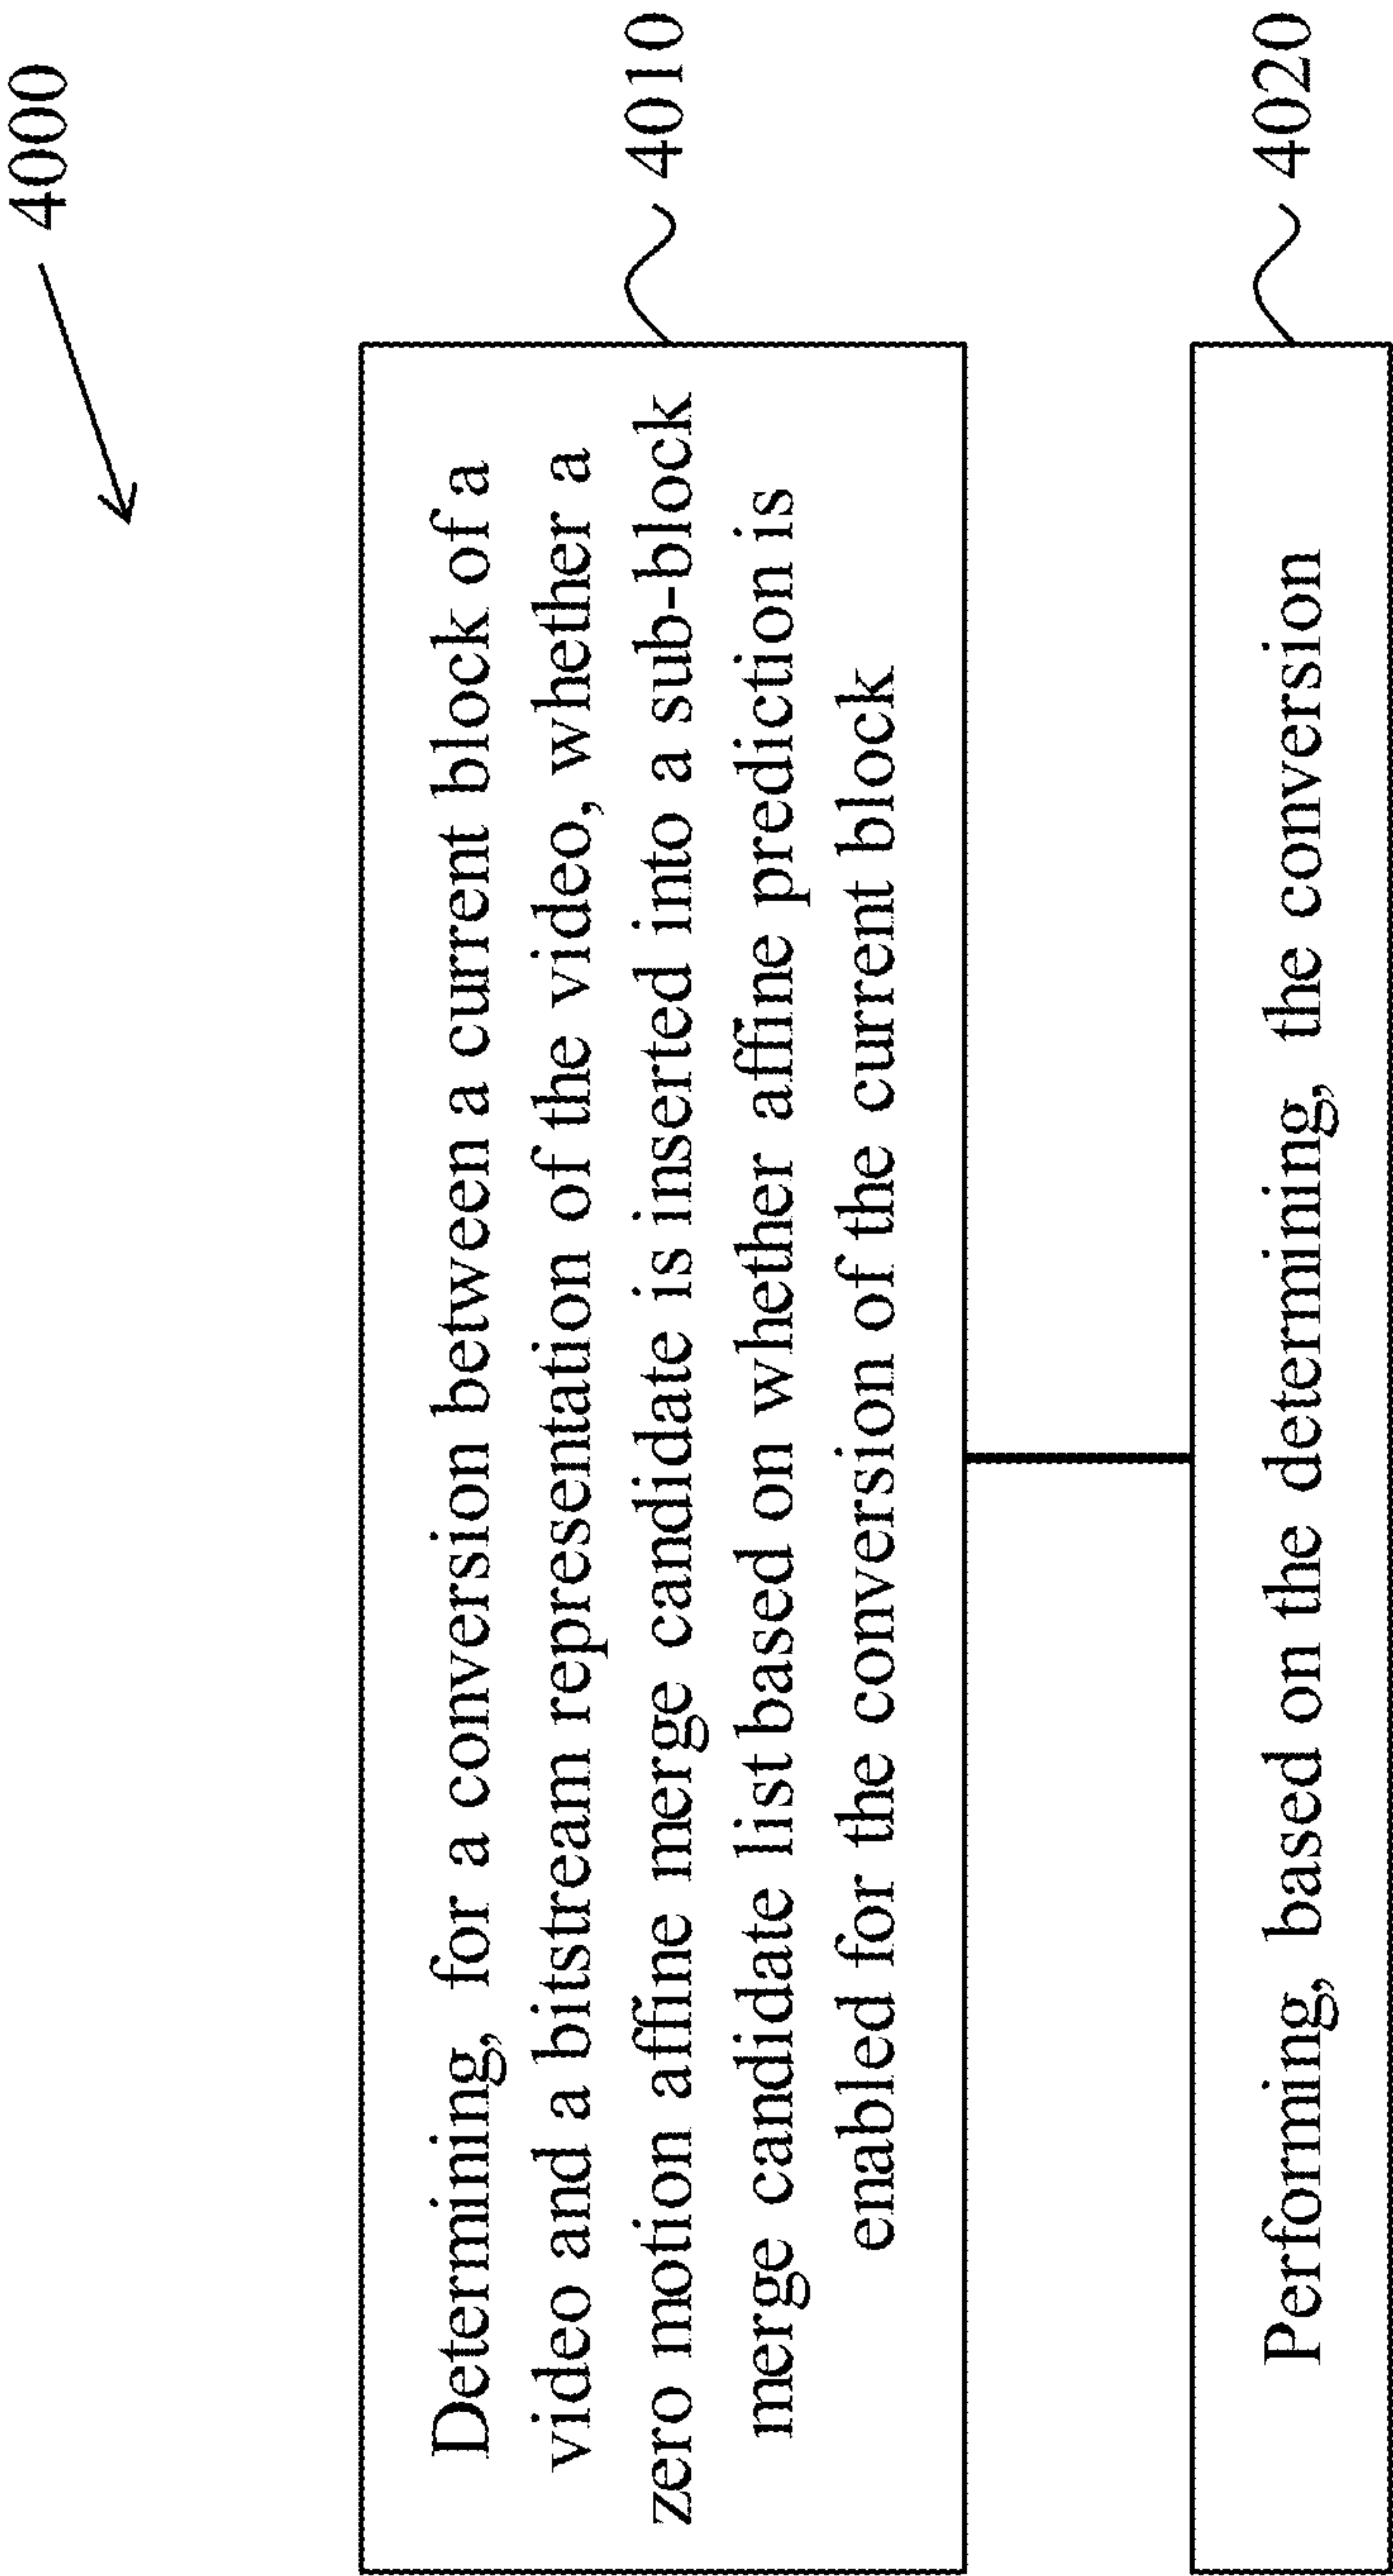 4000
Determining, for a conversion between a current block of a
video and a bitstream representation of the video, whether a
zero motion affine merge candidate is inserted into a sub-block
merge candidate list based on whether affine prediction is
enabled for the conversion of the current block
4010
Performing, based on the determining, the conversion
4020